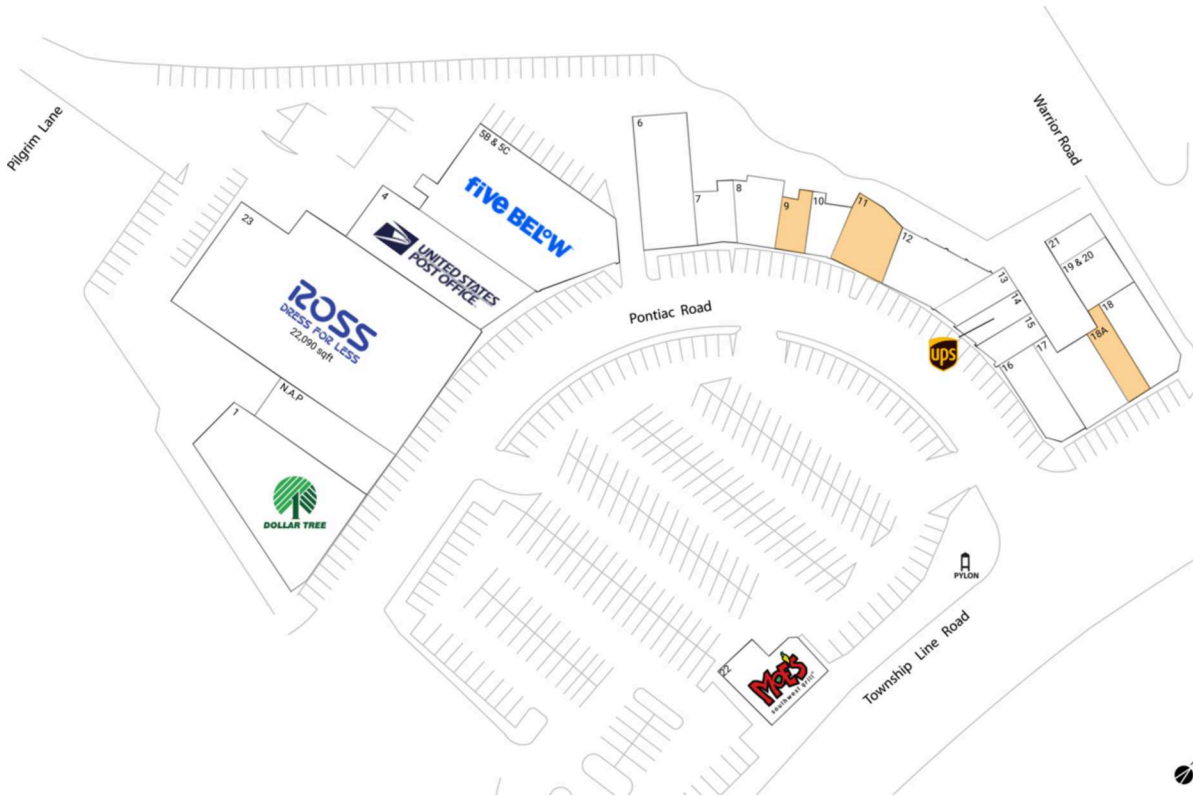 Pilgrim Lane
Warrior Road
5B & 5C
five BELOW
4
UNITED STATES
POST OFFICE
23
ROSS
DRESS FOR LESS
22,090 sqft
N.A.P
1
DOLLAR TREE
6
7
8
9
10
11
12
13
14
15
16
17
18
18A
19 & 20
21
Pontiac Road
ups
PYLON
Township Line Road
22
MOE'S
southwest grill